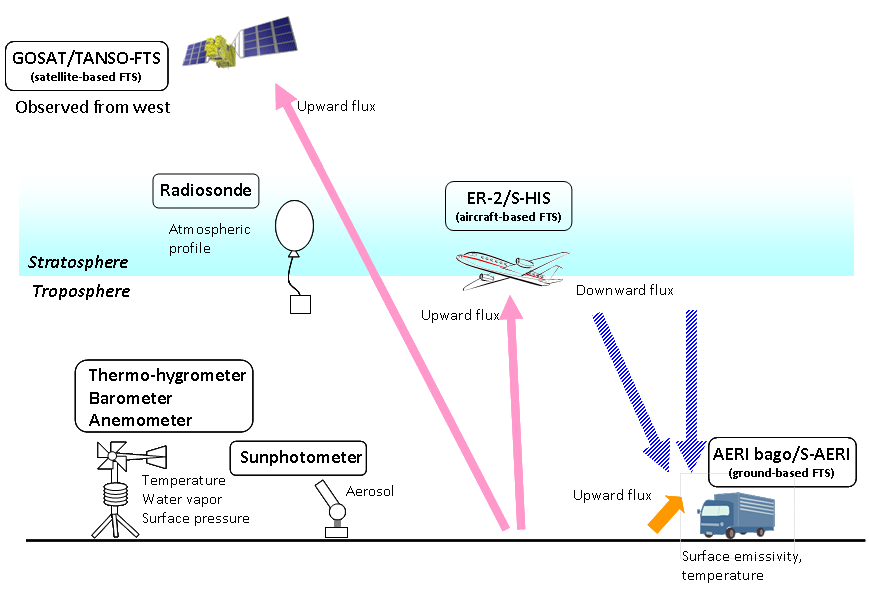 GOSAT/TANSO-FTS
(satellite-based FTS)
Observed from west
Upward flux
Radiosonde
Atmospheric
profile
ER-2/S-HIS
(aircraft-based FTS)
Stratosphere
Troposphere
Downward flux
Upward flux
Thermo-hygrometer
Barometer
Anemometer
Temperature
Water vapor
Surface pressure
Sunphotometer
Aerosol
AERI bago/S-AERI
(ground-based FTS)
Upward flux
Surface emissivity,
temperature